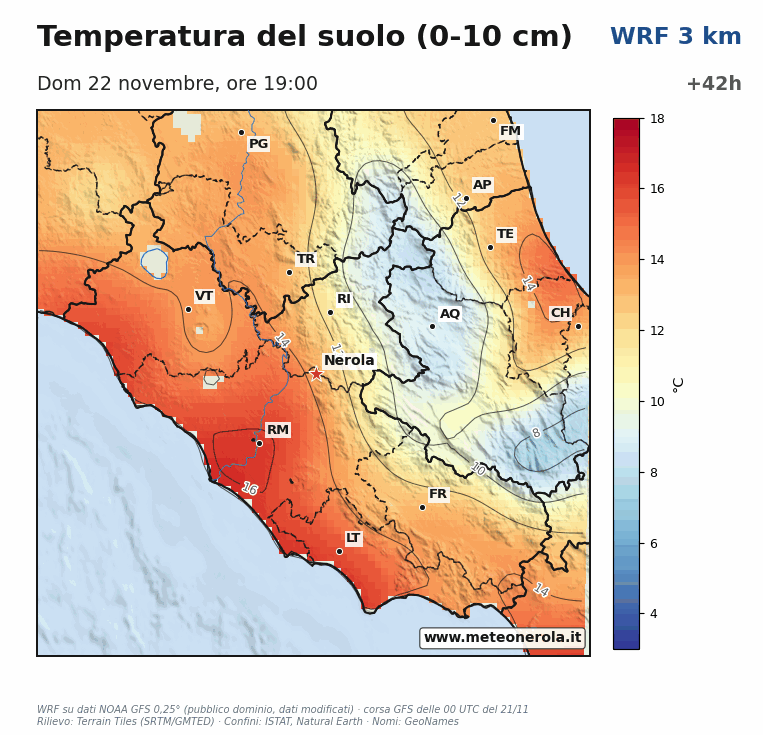 Temperatura del suolo (0-10 cm)
WRF 3 km
Dom 22 novembre, ore 19:00
+42h
FM
PG
AP
12
TE
TR
14
VT
RI
AQ
CH
14
Nerola
RM
8
10
16
FR
LT
14
www.meteonerola.it
18
16
14
12
10
8
6
4
°C
WRF su dati NOAA GFS 0,25° (pubblico dominio, dati modificati) · corsa GFS delle 00 UTC del 21/11
Rilievo: Terrain Tiles (SRTM/GMTED) · Confini: ISTAT, Natural Earth · Nomi: GeoNames